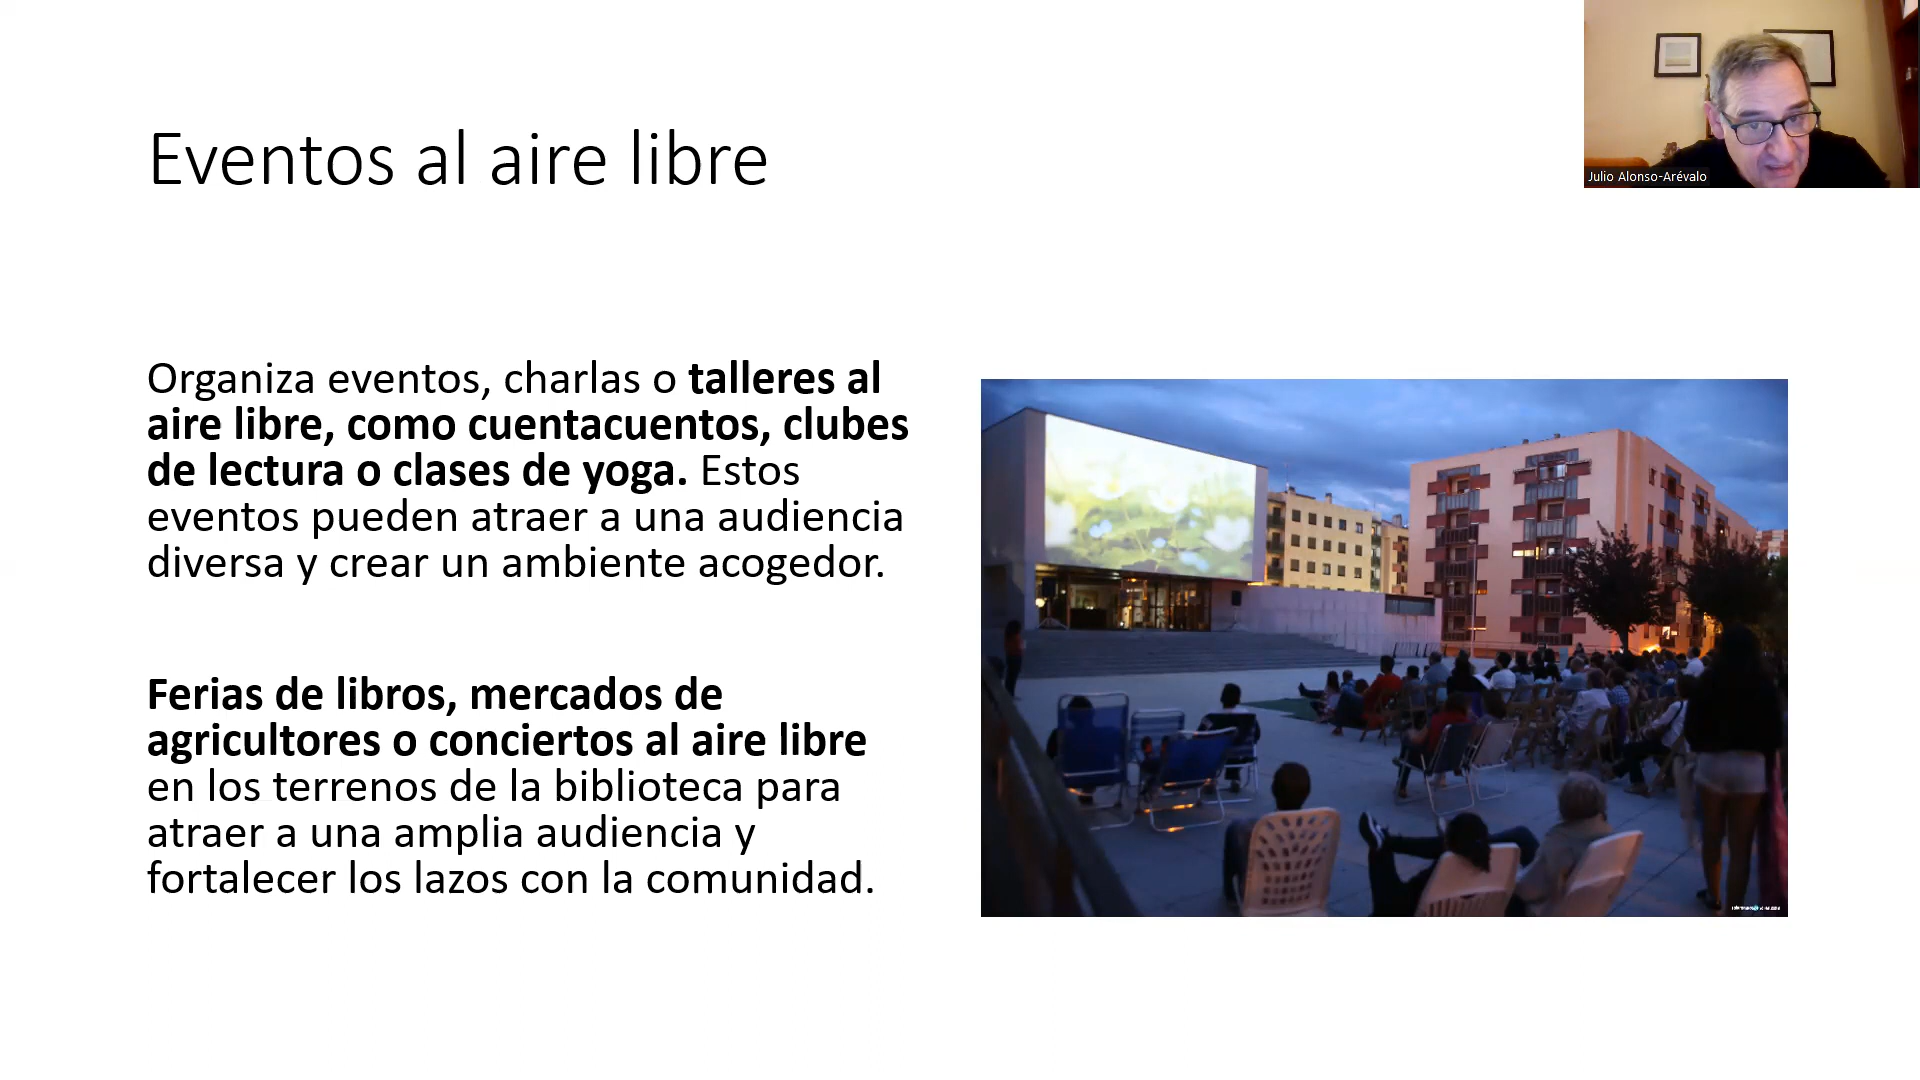 Eventos al aire libre
Julio Alonso-Arévalo
Organiza eventos, charlas o talleres al
aire libre, como cuentacuentos, clubes
de lectura o clases de yoga. Estos
eventos pueden atraer a una audiencia
diversa y crear un ambiente acogedor.
Ferias de libros, mercados de
agricultores o conciertos al aire libre
en los terrenos de la biblioteca para
atraer a una amplia audiencia y
fortalecer los lazos con la comunidad.